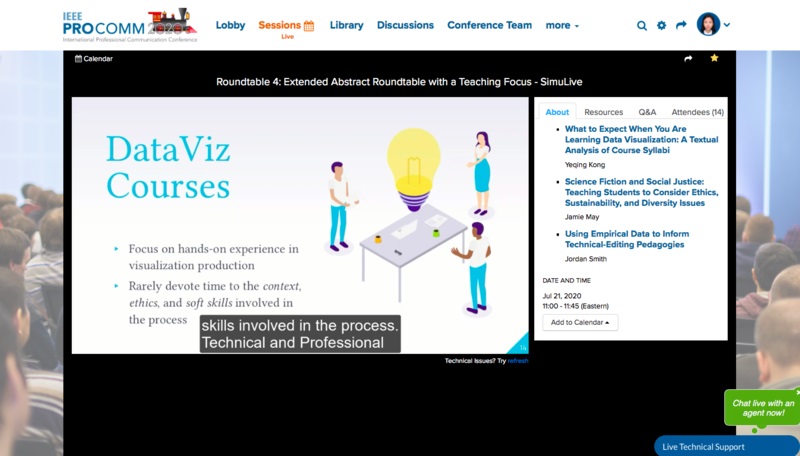 IEEE
PROCOMM 2020
International Professional Communication Conference
Lobby
Sessions
Live
Library
Discussions
Conference Team
more
Calendar
Roundtable 4: Extended Abstract Roundtable with a Teaching Focus - SimuLive
DataViz
Courses
Focus on hands-on experience in
visualization production
Rarely devote time to the context,
ethics, and soft skills involved in
the process
skills involved in the process.
Technical and Professional
14
Technical Issues? Try refresh
About
Resources
Q&A
Attendees (14)
What to Expect When You Are
Learning Data Visualization: A Textual
Analysis of Course Syllabi
Yeqing Kong
Science Fiction and Social Justice:
Teaching Students to Consider Ethics,
Sustainability, and Diversity Issues
Jamie May
Using Empirical Data to Inform
Technical-Editing Pedagogies
Jordan Smith
DATE AND TIME
Jul 21, 2020
11:00 - 11:45 (Eastern)
Add to Calendar
Chat live with an
agent now!
Live Technical Support